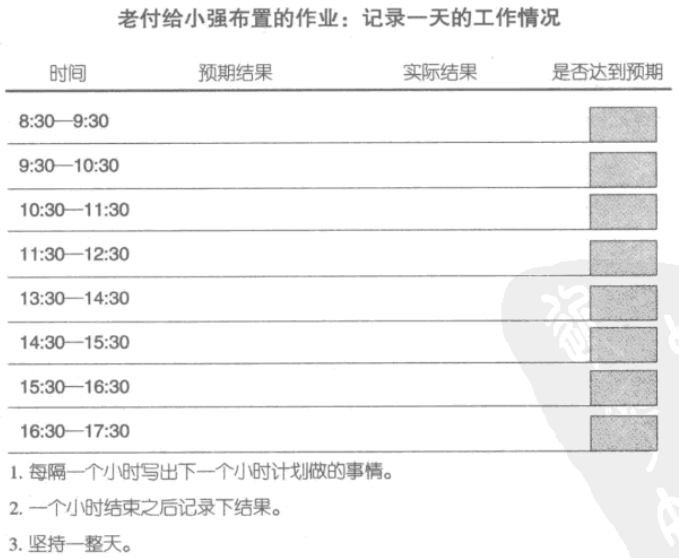 老付给小强布置的作业：记录一天的工作情况
时间 预期结果 实际结果 是否达到预期
8:30—9:30
9:30—10:30
10:30—11:30
11:30—12:30
13:30—14:30
14:30—15:30
15:30—16:30
16:30—17:30
1. 每隔一个小时写出下一个小时计划做的事情。
2. 一个小时结束之后记录下结果。
3. 坚持一整天。